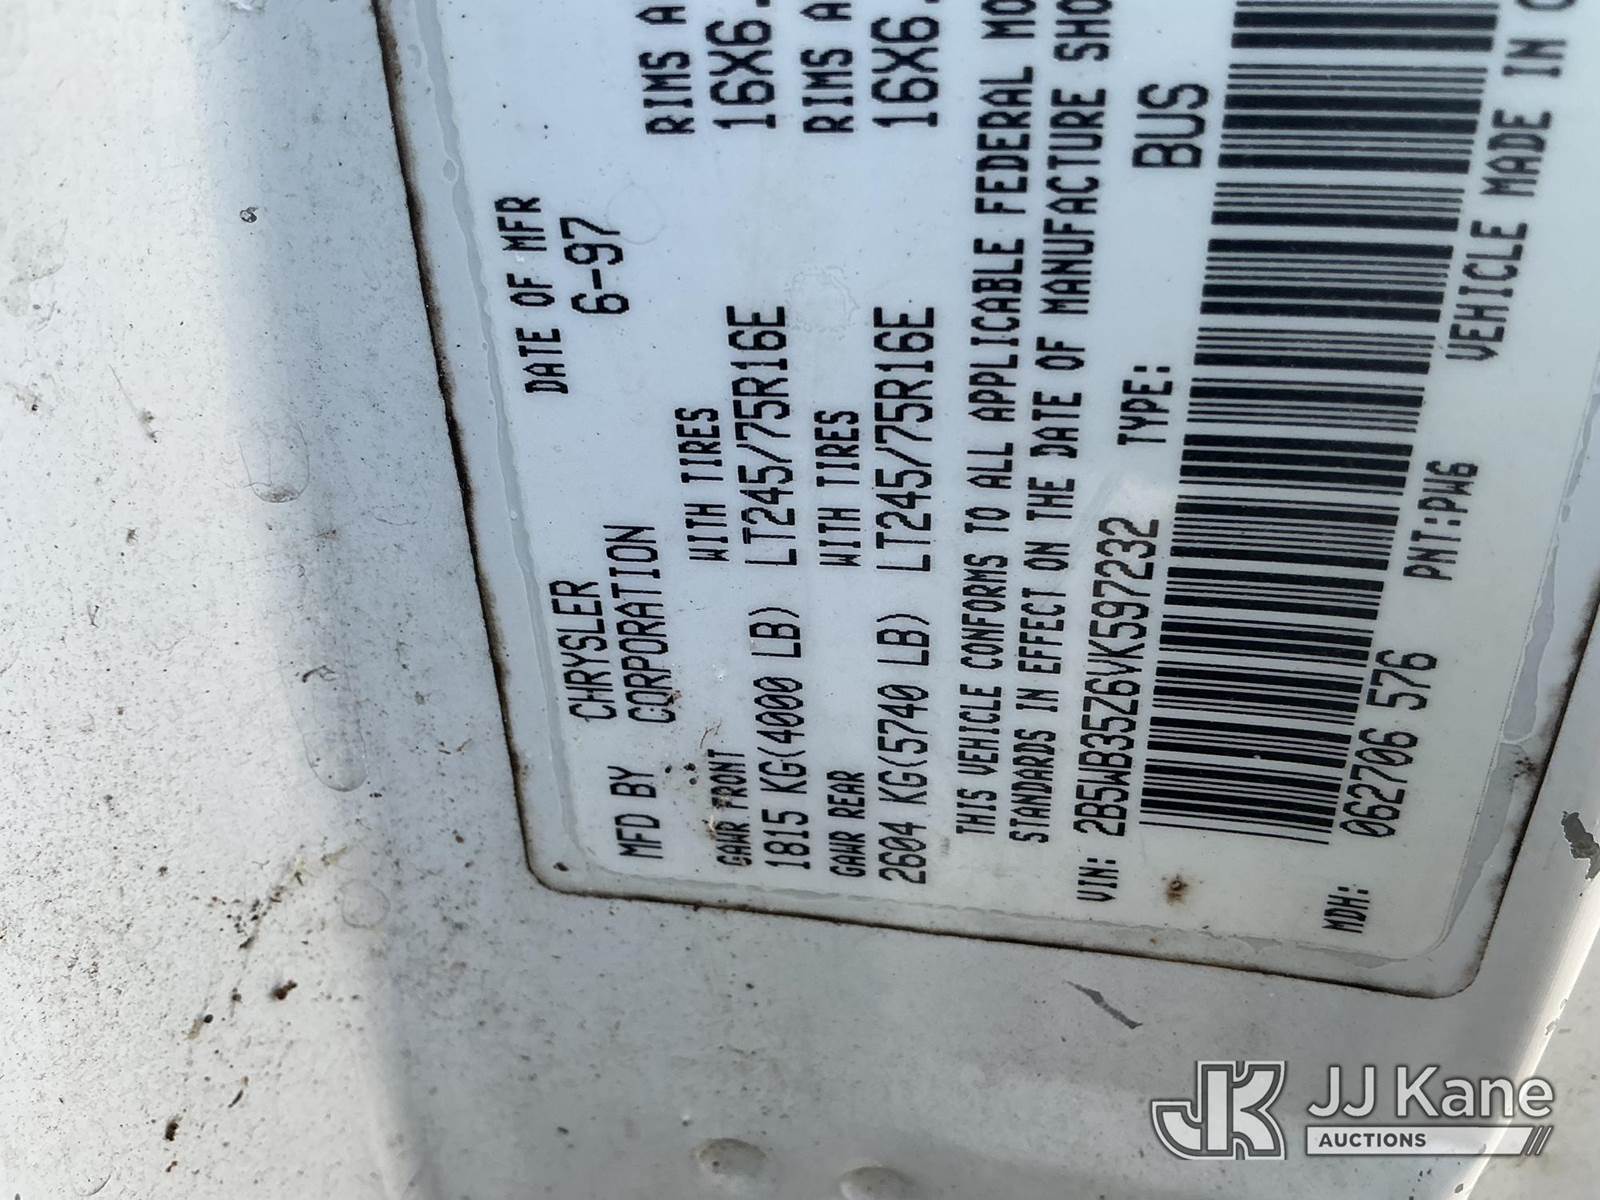 MFD BY CHRYSLER CORPORATION DATE OF MFR 6-97
GAWR FRONT WITH TIRES RIMS A
1815 KG(4000 LB) LT245/75R16E 16X6.
GAWR REAR WITH TIRES RIMS A
2604 KG(5740 LB) LT245/75R16E 16X6.
THIS VEHICLE CONFORMS TO ALL APPLICABLE FEDERAL MO
STANDARDS IN EFFECT ON THE DATE OF MANUFACTURE SHO
VIN: 2B5WB35Z6VK597232 TYPE: BUS
MDH: 062706 576 PNT:PW6 VEHICLE MADE IN C
JK JJ Kane
AUCTIONS